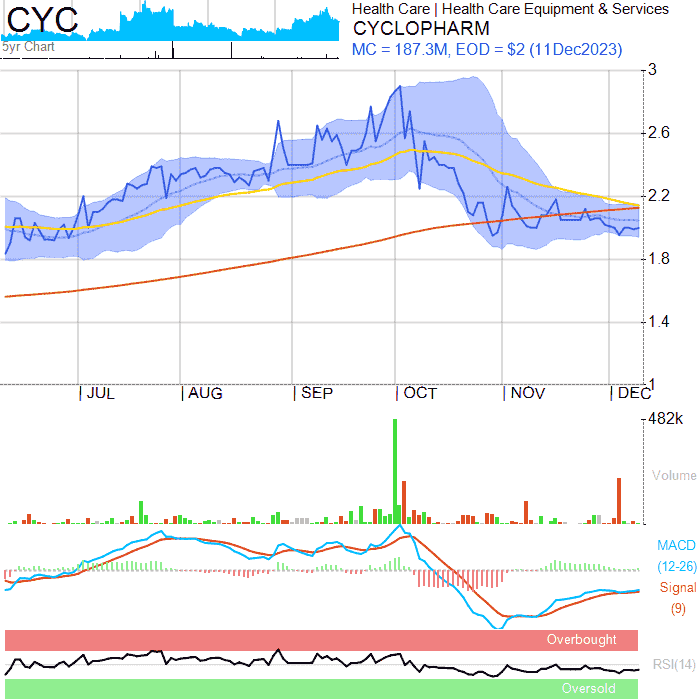 CYC
5yr Chart
Health Care | Health Care Equipment & Services
CYCLOPHARM
MC = 187.3M, EOD = $2 (11Dec2023)
3
2.6
2.2
1.8
1.4
1
JUL
AUG
SEP
OCT
NOV
DEC
482k
Volume
MACD
(12-26)
Signal
(9)
Overbought
RSI(14)
Oversold